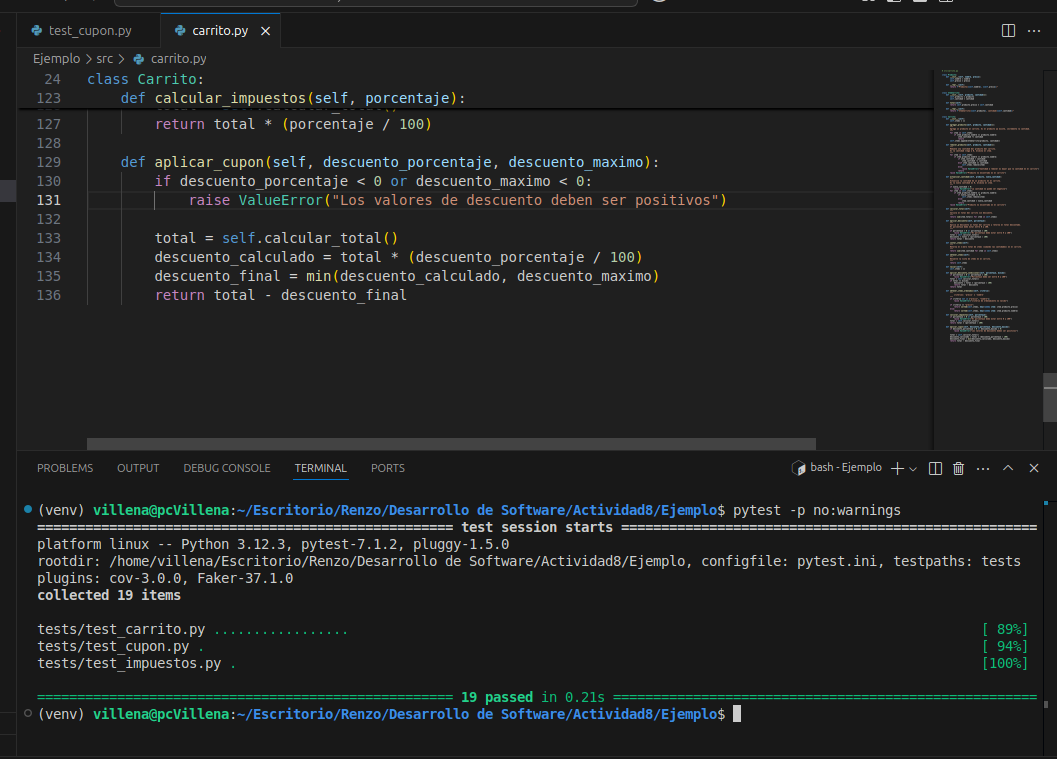 test_cupon.py carrito.py
Ejemplo > src > carrito.py
24 class Carrito:
123 def calcular_impuestos(self, porcentaje):
127 return total * (porcentaje / 100)
128
129 def aplicar_cupon(self, descuento_porcentaje, descuento_maximo):
130 if descuento_porcentaje < 0 or descuento_maximo < 0:
131 raise ValueError("Los valores de descuento deben ser positivos")
132
133 total = self.calcular_total()
134 descuento_calculado = total * (descuento_porcentaje / 100)
135 descuento_final = min(descuento_calculado, descuento_maximo)
136 return total - descuento_final
PROBLEMS OUTPUT DEBUG CONSOLE TERMINAL PORTS bash - Ejemplo
(venv) villena@pcVillena:~/Escritorio/Renzo/Desarrollo de Software/Actividad8/Ejemplo$ pytest -p no:warnings
==================================================== test session starts ====================================================
platform linux -- Python 3.12.3, pytest-7.1.2, pluggy-1.5.0
rootdir: /home/villena/Escritorio/Renzo/Desarrollo de Software/Actividad8/Ejemplo, configfile: pytest.ini, testpaths: tests
plugins: cov-3.0.0, Faker-37.1.0
collected 19 items
tests/test_carrito.py ................. [ 89%]
tests/test_cupon.py . [ 94%]
tests/test_impuestos.py . [100%]
==================================================== 19 passed in 0.21s =====================================================
(venv) villena@pcVillena:~/Escritorio/Renzo/Desarrollo de Software/Actividad8/Ejemplo$